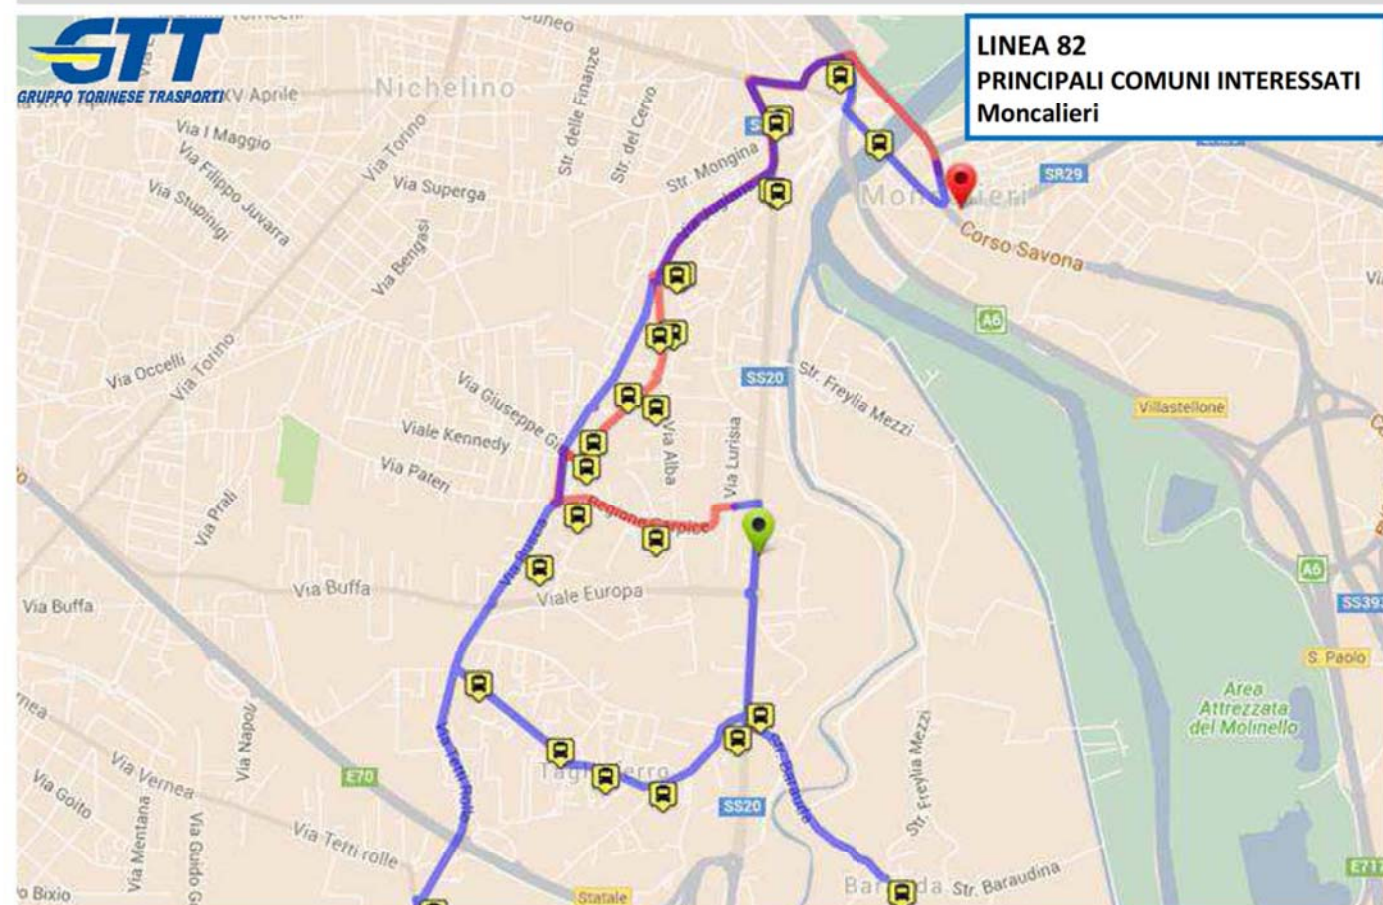 GTT
GRUPPO TORINESE TRASPORTI
LINEA 82
PRINCIPALI COMUNI INTERESSATI
Moncalieri
Nichelino
XV Aprile
Via I Maggio
Via Filippo Juvarra
Via Stupinigi
Via Torino
Via Superga
Via Bengasi
Str. delle Finanze
Str. del Cervo
Str. Mongina
SR29
Corso Savona
A6
Via Occelli
Via Torino
Via Giuseppe
Viale Kennedy
Via Pateri
Via Prali
Via Alba
Via Lurisia
SS20
Str. Freylia Mezzi
Villastellone
Via Buffa
Via Buffa
Viale Europa
A6
S. Paolo
Area
Attrezzata
del Molinello
Via Napoli
E70
Via Vernea
Via Goito
Via Mentana
Via Tetti rolle
Via Tetti Rolle
SS20
Str. Freylia Mezzi
Str. Barauda
Str. Baraudina
E717
Statale